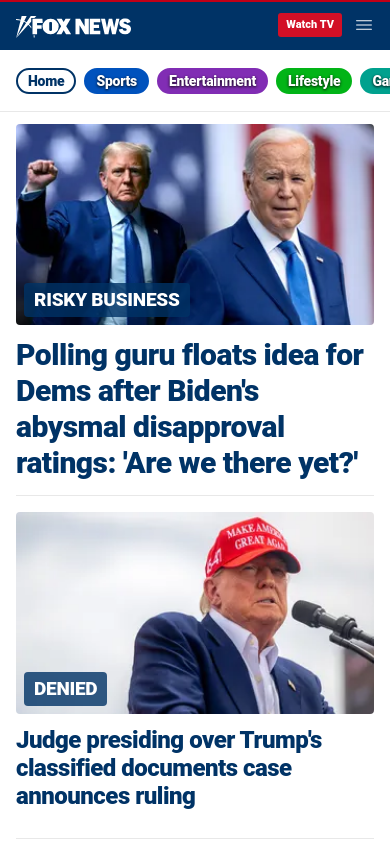 FOX NEWS
Watch TV
Home Sports Entertainment Lifestyle
RISKY BUSINESS
Polling guru floats idea for
Dems after Biden's
abysmal disapproval
ratings: 'Are we there yet?'
MAKE AMERICA
GREAT AGAIN
45-47
DENIED
Judge presiding over Trump's
classified documents case
announces ruling